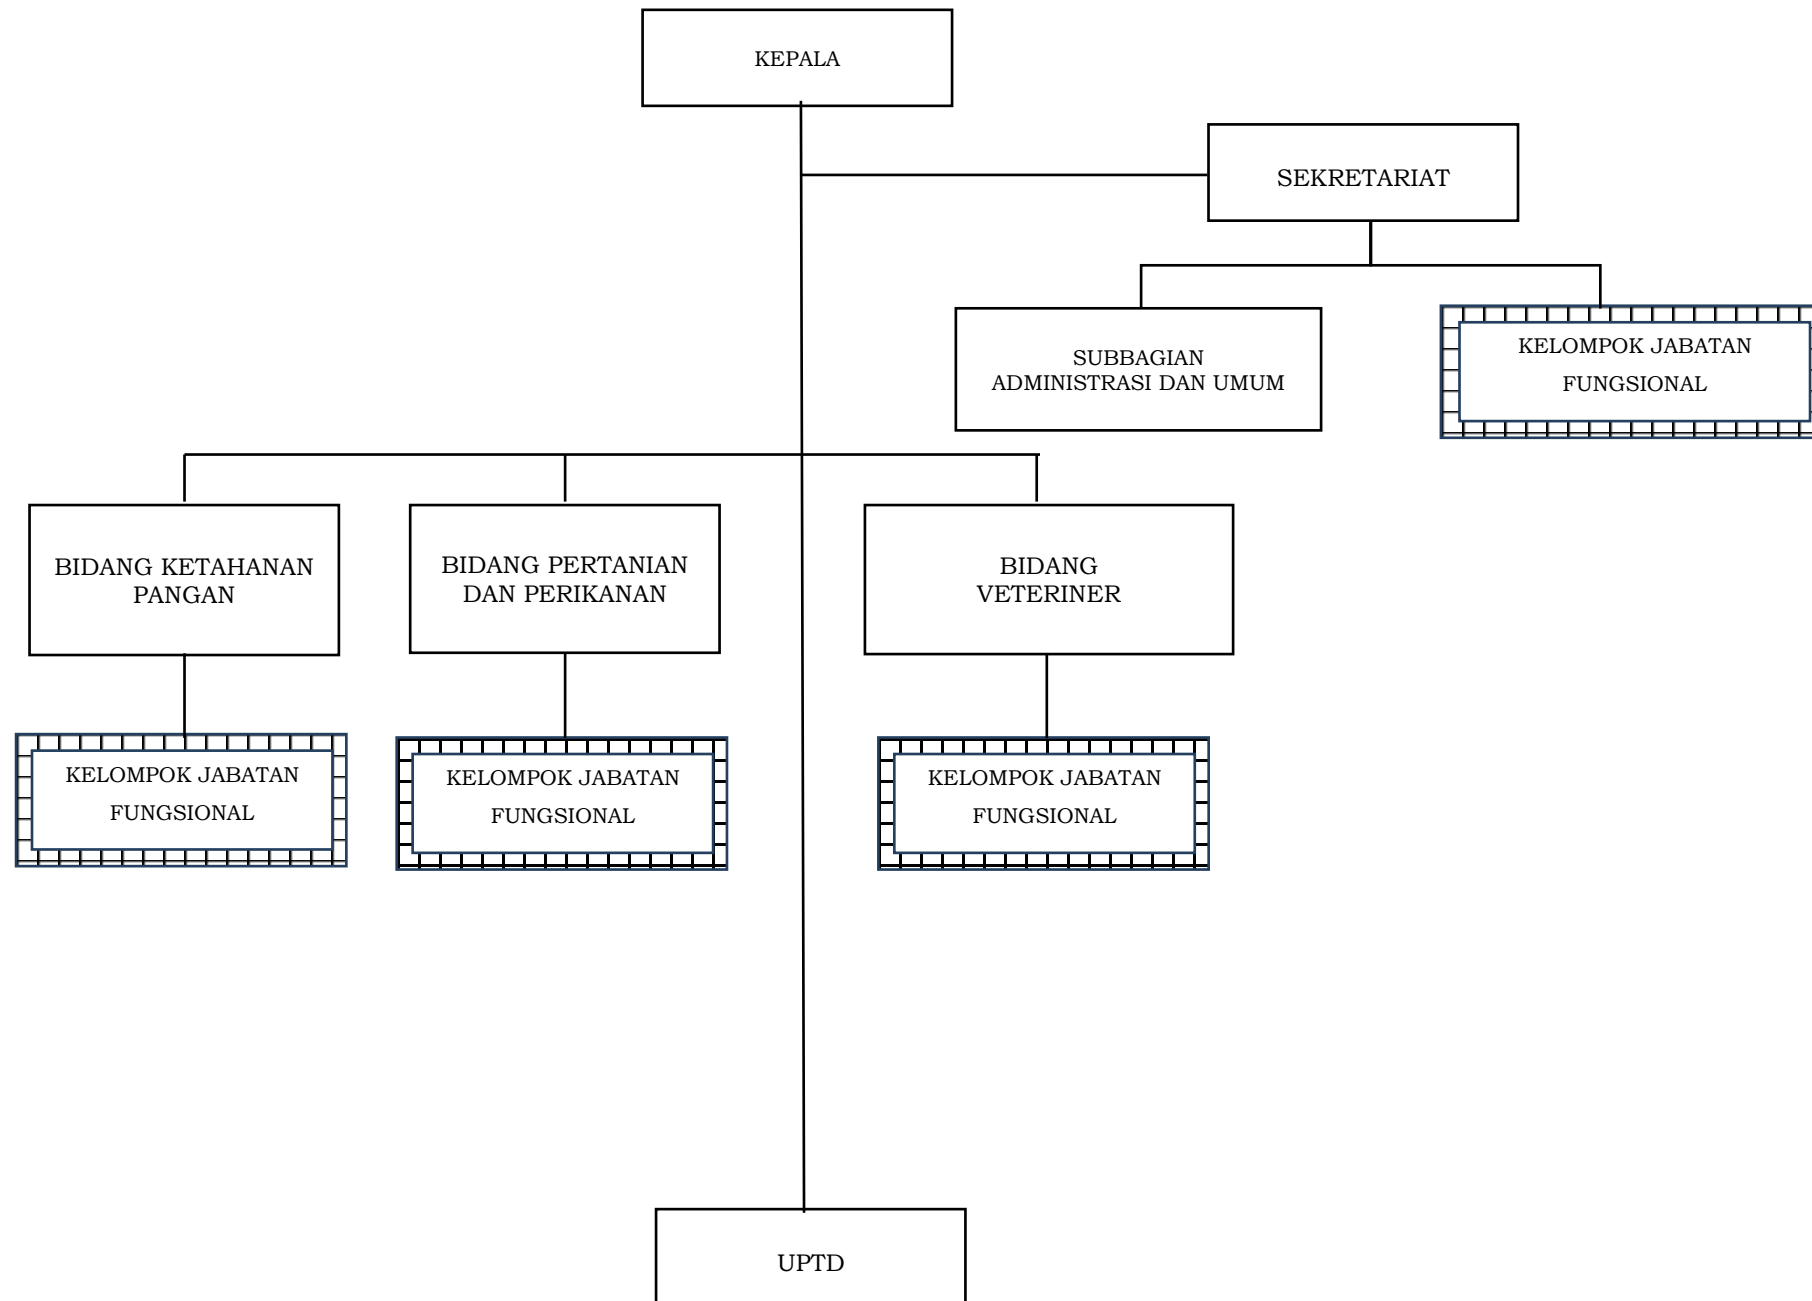 KEPALA
SEKRETARIAT
SUBBAGIAN
ADMINISTRASI DAN UMUM
KELOMPOK JABATAN
FUNGSIONAL
BIDANG KETAHANAN
PANGAN
BIDANG PERTANIAN
DAN PERIKANAN
BIDANG
VETERINER
KELOMPOK JABATAN
FUNGSIONAL
KELOMPOK JABATAN
FUNGSIONAL
KELOMPOK JABATAN
FUNGSIONAL
UPTD